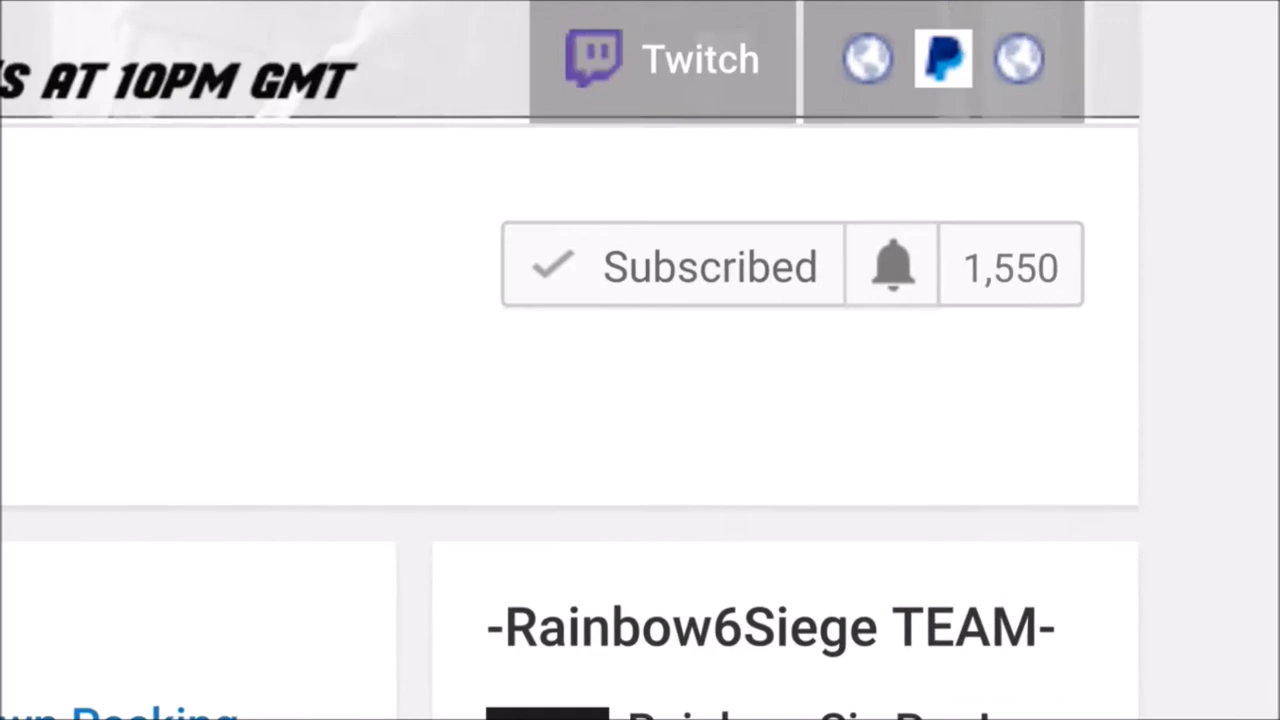 'S AT 10PM GMT
Twitch
Subscribed
1,550
-Rainbow6Siege TEAM-